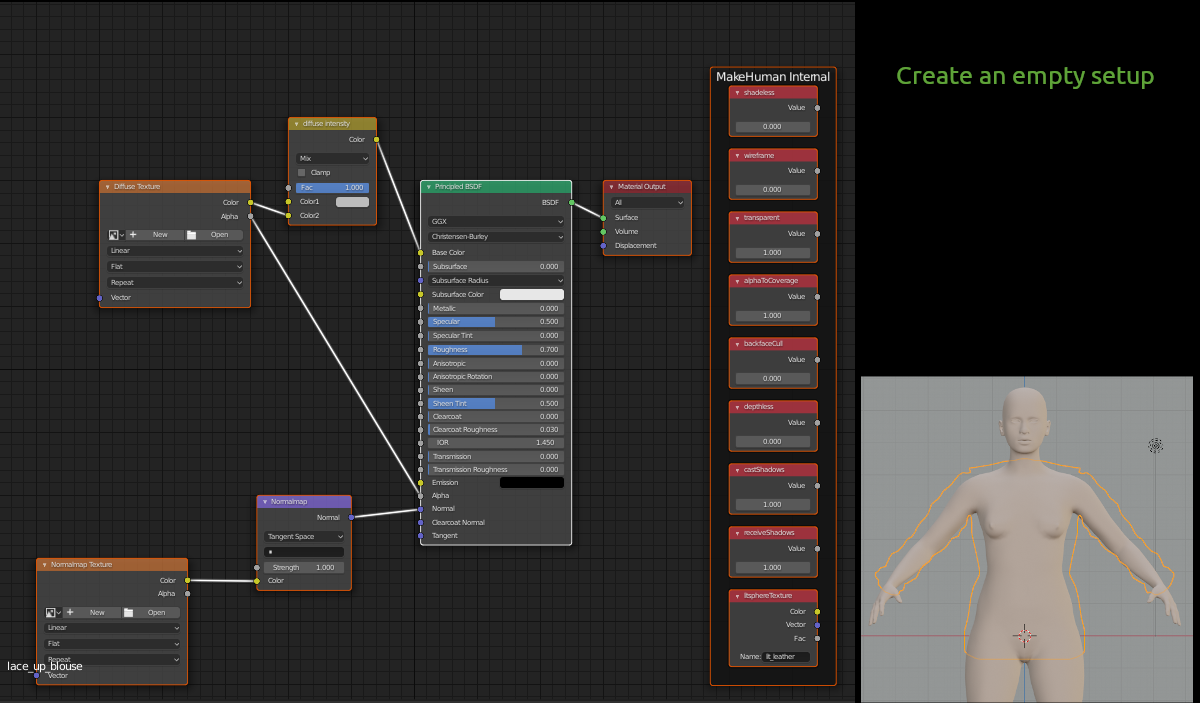 Create an empty setup
diffuse intensity
Color
Mix
Clamp
Fac 1.000
Color1
Color2
Diffuse Texture
Color
Alpha
New Open
Linear
Flat
Repeat
Vector
Normalmap
Normal
Tangent Space
Strength 1.000
Color
Normalmap Texture
Color
Alpha
New Open
Linear
Flat
Repeat
Vector
lace_up_blouse
Principled BSDF
BSDF
GGX
Christensen-Burley
Base Color
Subsurface 0.000
Subsurface Radius
Subsurface Color
Metallic 0.000
Specular 0.500
Specular Tint 0.000
Roughness 0.700
Anisotropic 0.000
Anisotropic Rotation 0.000
Sheen 0.000
Sheen Tint 0.500
Clearcoat 0.000
Clearcoat Roughness 0.030
IOR 1.450
Transmission 0.000
Transmission Roughness 0.000
Emission
Alpha
Normal
Clearcoat Normal
Tangent
Material Output
All
Surface
Volume
Displacement
MakeHuman Internal
shadeless
Value
0.000
wireframe
Value
0.000
transparent
Value
1.000
alphaToCoverage
Value
1.000
backfaceCull
Value
0.000
depthless
Value
0.000
castShadows
Value
1.000
receiveShadows
Value
1.000
litsphereTexture
Color
Vector
Fac
Name: lit_leather